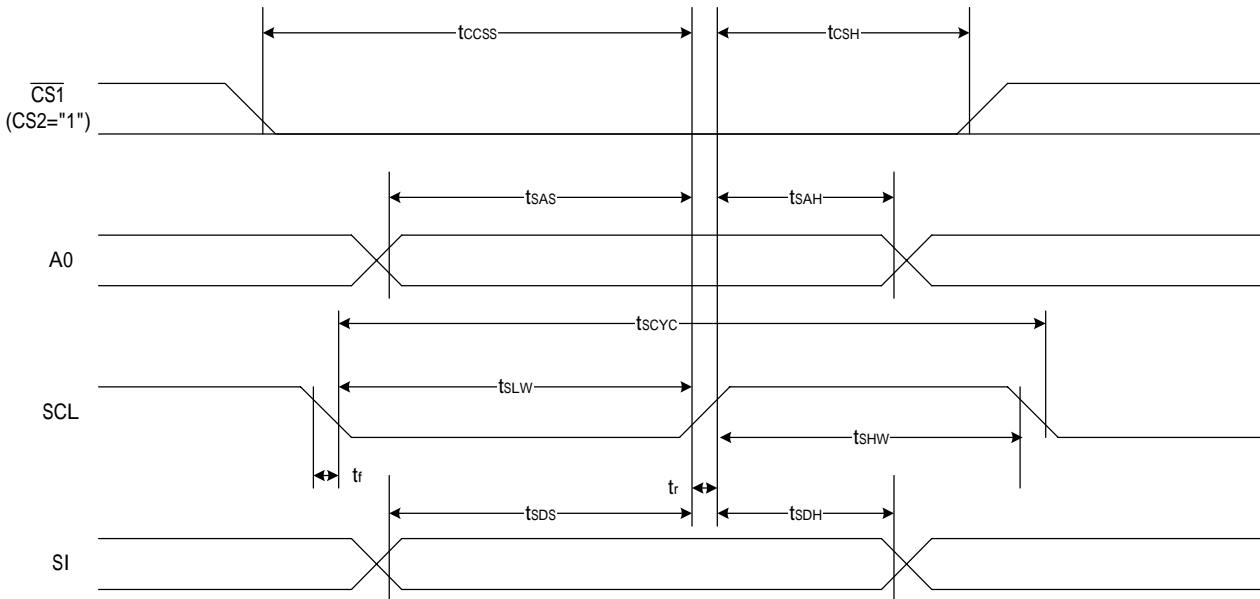 tCCSS
tCSH
CS1
(CS2="1")
tSAS
tSAH
A0
tSCYC
tSLW
SCL
tSHW
tf
tr
tSDS
tSDH
SI